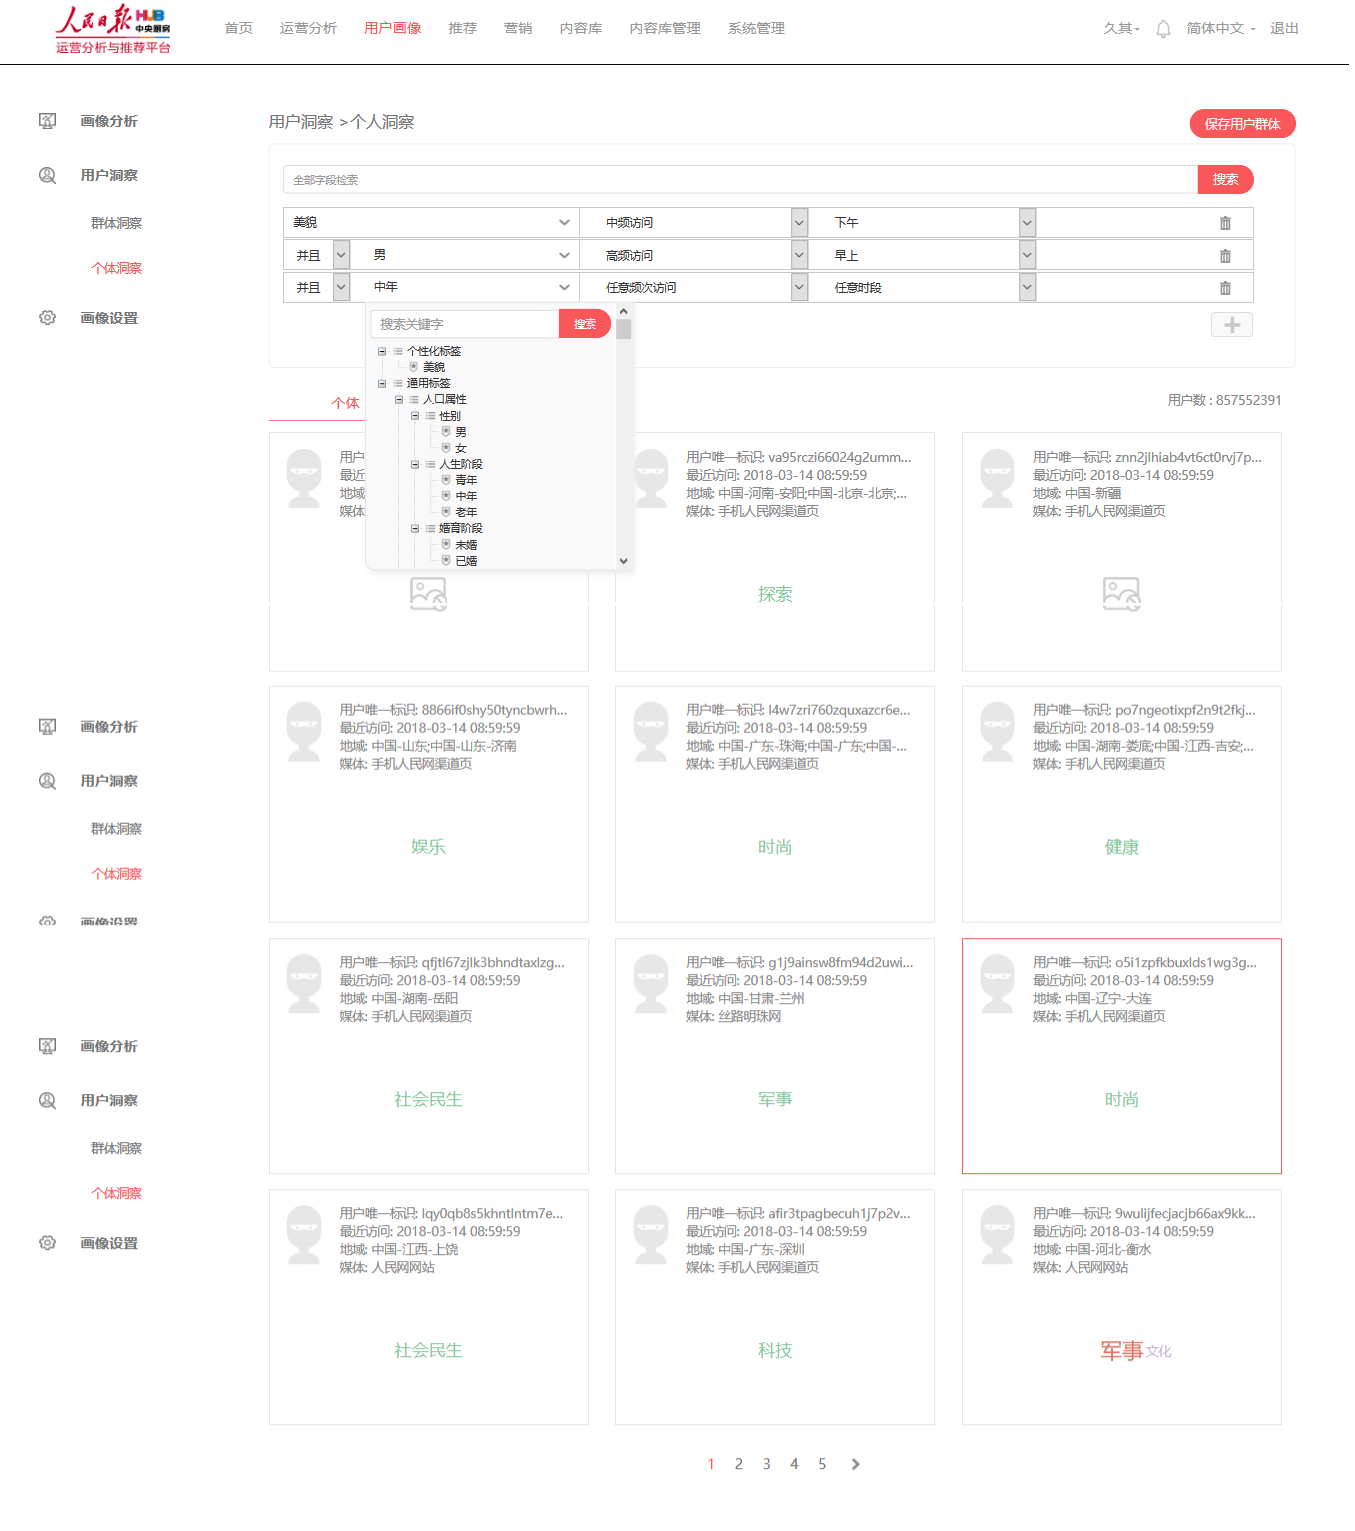 人民日报 HUB 中央厨房
运营分析与推荐平台
首页 运营分析 用户画像 推荐 营销 内容库 内容库管理 系统管理
久其 简体中文 退出
画像分析
用户洞察
群体洞察
个体洞察
画像设置
用户洞察 >个人洞察
保存用户群体
全部字段检索 搜索
美貌 中频访问 下午
并且 男 高频访问 早上
并且 中年 任意频次访问 任意时段
搜索关键字 搜索
个性化标签
美貌
通用标签
人口属性
性别
男
女
人生阶段
青年
中年
老年
婚育阶段
未婚
已婚
个体
用户数 : 857552391
用户
最近
地域
媒体
用户唯一标识: va95rczi66024g2umm...
最近访问: 2018-03-14 08:59:59
地域: 中国-河南-安阳;中国-北京-北京;...
媒体: 手机人民网渠道页
探索
用户唯一标识: znn2jlhiab4vt6ct0rvj7p...
最近访问: 2018-03-14 08:59:59
地域: 中国-新疆
媒体: 手机人民网渠道页
画像分析
用户洞察
群体洞察
个体洞察
画像设置
用户唯一标识: 8866if0shy50tyncbwrh...
最近访问: 2018-03-14 08:59:59
地域: 中国-山东;中国-山东-济南
媒体: 手机人民网渠道页
娱乐
用户唯一标识: l4w7zri760zquxazcr6e...
最近访问: 2018-03-14 08:59:59
地域: 中国-广东-珠海;中国-广东;中国-...
媒体: 手机人民网渠道页
时尚
用户唯一标识: po7ngeotixpf2n9t2fkj...
最近访问: 2018-03-14 08:59:59
地域: 中国-湖南-娄底;中国-江西-吉安;...
媒体: 手机人民网渠道页
健康
用户唯一标识: qfjtl67zjlk3bhndtaxlzg...
最近访问: 2018-03-14 08:59:59
地域: 中国-湖南-岳阳
媒体: 手机人民网渠道页
社会民生
用户唯一标识: g1j9ainsw8fm94d2uwi...
最近访问: 2018-03-14 08:59:59
地域: 中国-甘肃-兰州
媒体: 丝路明珠网
军事
用户唯一标识: o5i1zpfkbuxlds1wg3g...
最近访问: 2018-03-14 08:59:59
地域: 中国-辽宁-大连
媒体: 手机人民网渠道页
时尚
画像分析
用户洞察
群体洞察
个体洞察
画像设置
用户唯一标识: lqy0qb8s5khntlntm7e...
最近访问: 2018-03-14 08:59:59
地域: 中国-江西-上饶
媒体: 人民网网站
社会民生
用户唯一标识: afir3tpagbecuh1j7p2v...
最近访问: 2018-03-14 08:59:59
地域: 中国-广东-深圳
媒体: 手机人民网渠道页
科技
用户唯一标识: 9wulijfecjacjb66ax9kk...
最近访问: 2018-03-14 08:59:59
地域: 中国-河北-衡水
媒体: 人民网网站
军事 文化
1 2 3 4 5